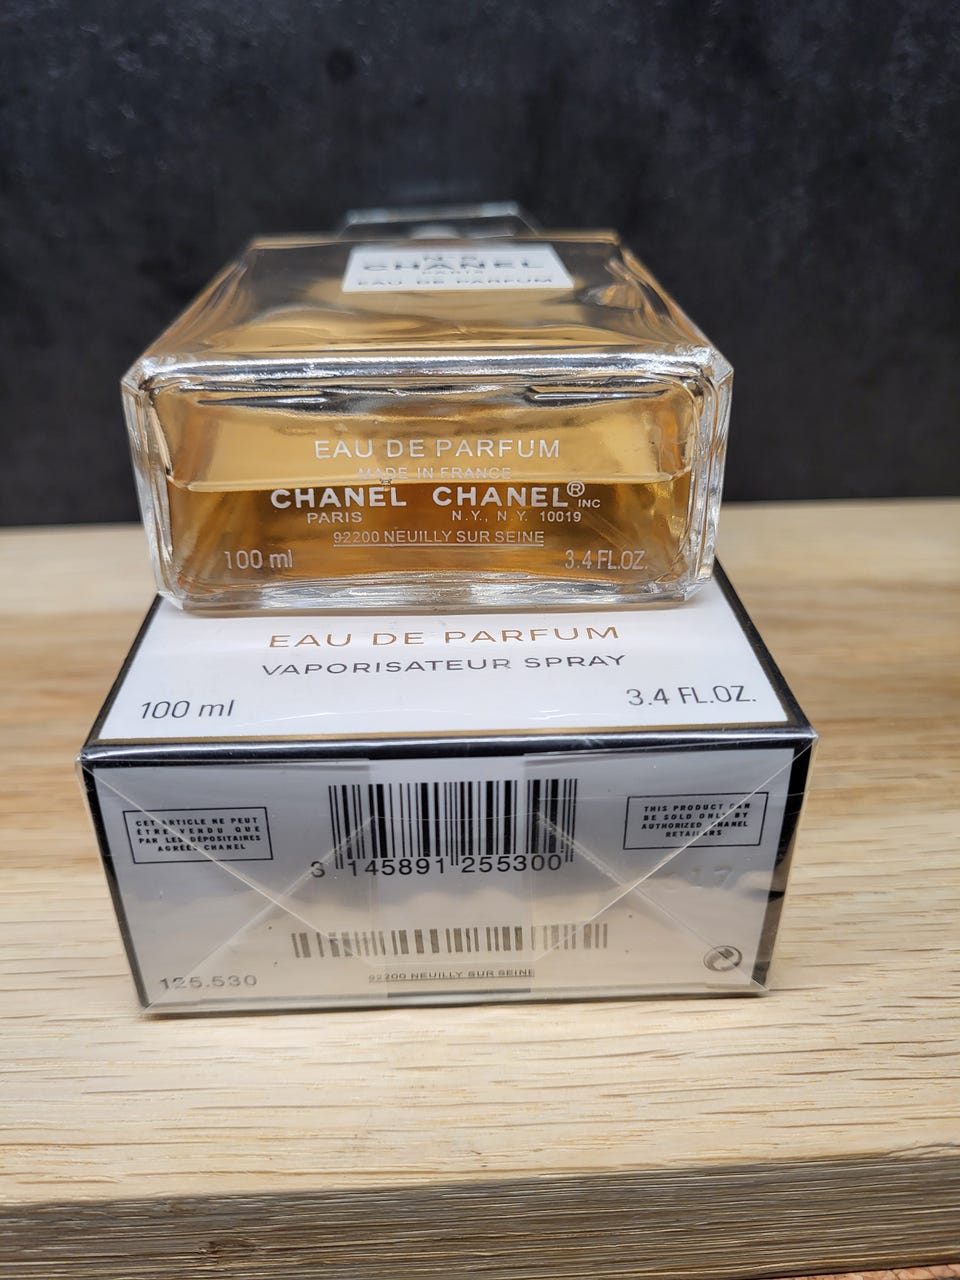 N°5
CHANEL
PARIS
EAU DE PARFUM
EAU DE PARFUM
MADE IN FRANCE
CHANEL CHANEL® INC
PARIS N.Y., N.Y. 10019
92200 NEUILLY SUR SEINE
100 ml 3.4 FL.OZ.
EAU DE PARFUM
VAPORISATEUR SPRAY
100 ml 3.4 FL.OZ.
CET ARTICLE NE PEUT
ÊTRE VENDU QUE
PAR LES DÉPOSITAIRES
AGRÉÉS CHANEL
THIS PRODUCT CAN
BE SOLD ONLY BY
AUTHORIZED CHANEL
RETAILERS
3 145891 255300
125.530
92200 NEUILLY SUR SEINE